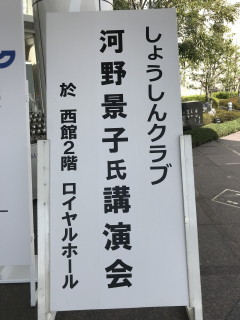 しょうしんクラブ
河野景子氏講演会
於 西館2階 ロイヤルホール